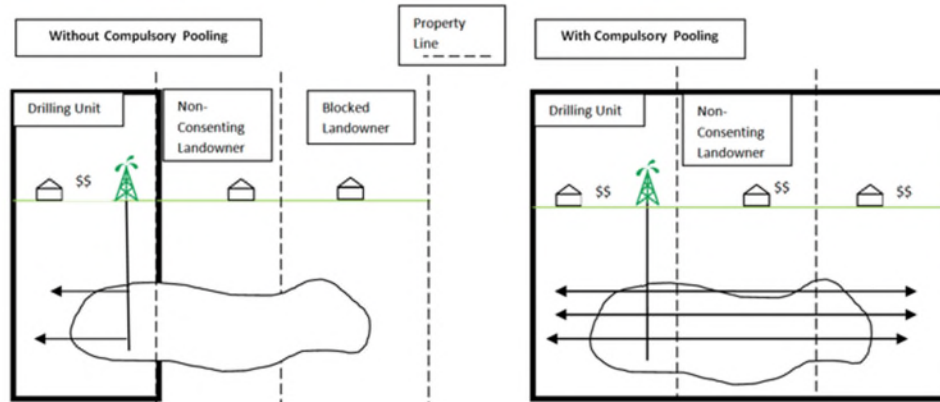 Without Compulsory Pooling
Property
Line
With Compulsory Pooling
Drilling Unit
Non-
Consenting
Landowner
Blocked
Landowner
$$
Drilling Unit
Non-
Consenting
Landowner
$$
$$
$$